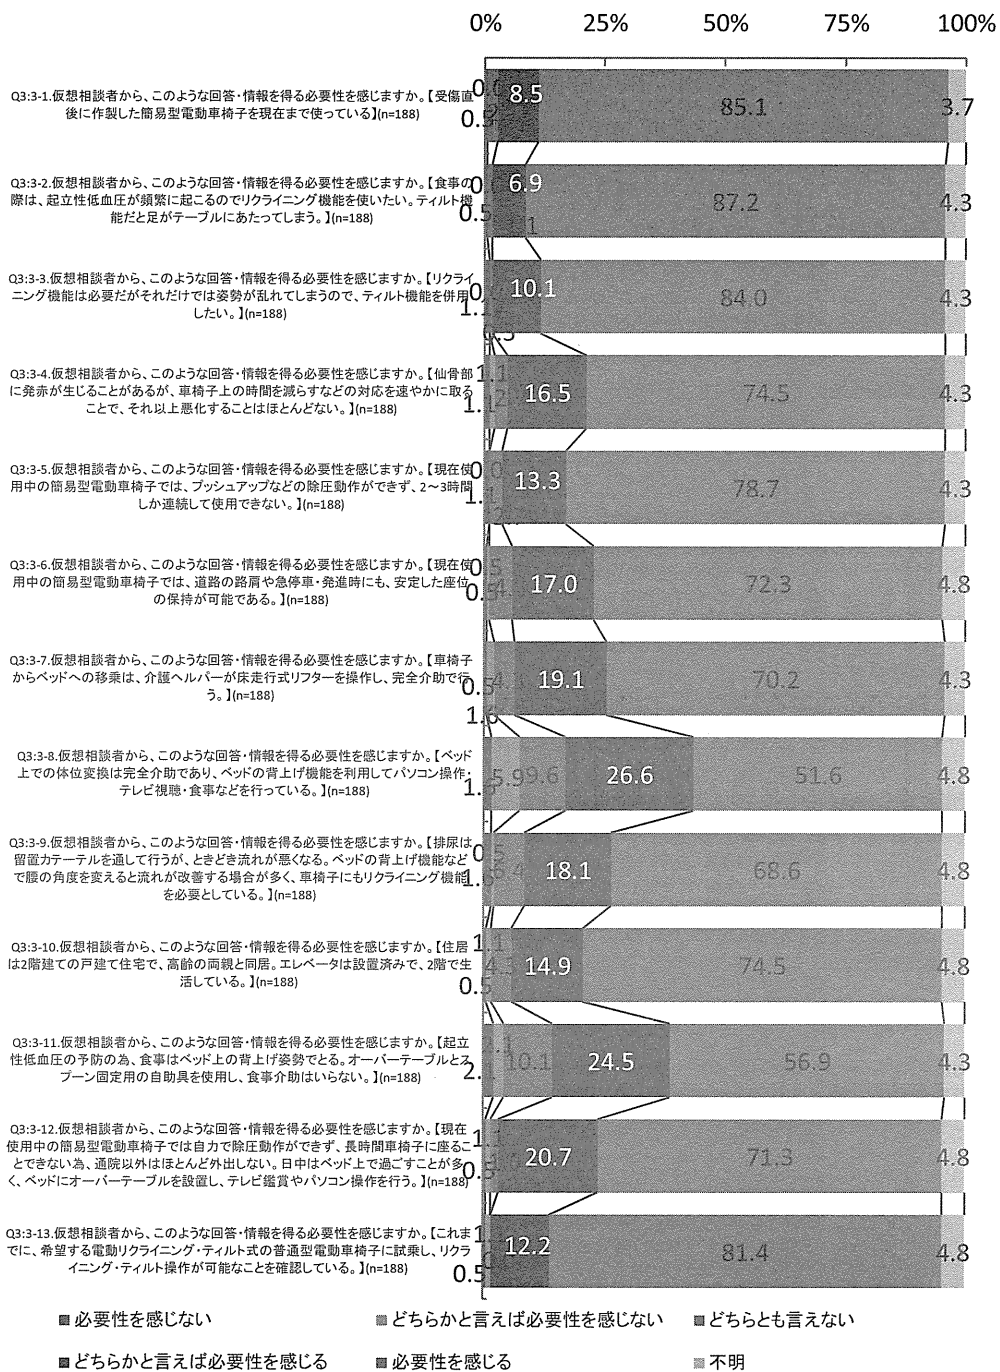 0% 25% 50% 75% 100%
Q3:3-1.仮想相談者から、このような回答・情報を得る必要性を感じますか。【受傷直
後に作製した簡易型電動車椅子を現在まで使っている】(n=188)
8.5 85.1 3.7
Q3:3-2.仮想相談者から、このような回答・情報を得る必要性を感じますか。【食事の
際は、起立性低血圧が頻繁に起こるのでリクライニング機能を使いたい。ティルト機
能だと足がテーブルにあたってしまう。】(n=188)
6.9 87.2 4.3
Q3:3-3.仮想相談者から、このような回答・情報を得る必要性を感じますか。【リクライ
ニング機能は必要だがそれだけでは姿勢が乱れてしまうので、ティルト機能を併用
したい。】(n=188)
10.1 84.0 4.3
Q3:3-4.仮想相談者から、このような回答・情報を得る必要性を感じますか。【仙骨部
に発赤が生じることがあるが、車椅子上の時間を減らすなどの対応を速やかに取る
ことで、それ以上悪化することはほとんどない。】(n=188)
1.1 16.5 74.5 4.3
Q3:3-5.仮想相談者から、このような回答・情報を得る必要性を感じますか。【現在使
用中の簡易型電動車椅子では、プッシュアップなどの除圧動作ができず、2～3時間
しか連続して使用できない。】(n=188)
13.3 78.7 4.3
Q3:3-6.仮想相談者から、このような回答・情報を得る必要性を感じますか。【現在使
用中の簡易型電動車椅子では、道路の路肩や急停車・発進時にも、安定した座位
の保持が可能である。】(n=188)
0.5 17.0 72.3 4.8
Q3:3-7.仮想相談者から、このような回答・情報を得る必要性を感じますか。【車椅子
からベッドへの移乗は、介護ヘルパーが床走行式リフターを操作し、完全介助で行
う。】(n=188)
0.5 1.6 19.1 70.2 4.3
Q3:3-8.仮想相談者から、このような回答・情報を得る必要性を感じますか。【ベッド
上での体位変換は完全介助であり、ベッドの背上げ機能を利用してパソコン操作・
テレビ視聴・食事などを行っている。】(n=188)
5.9 9.6 26.6 51.6 4.8
Q3:3-9.仮想相談者から、このような回答・情報を得る必要性を感じますか。【排尿は
留置カテーテルを通して行うが、ときどき流れが悪くなる。ベッドの背上げ機能など
で腰の角度を変えると流れが改善する場合が多く、車椅子にもリクライニング機能
を必要としている。】(n=188)
0.5 6.4 18.1 68.6 4.8
Q3:3-10.仮想相談者から、このような回答・情報を得る必要性を感じますか。【住居
は2階建ての戸建て住宅で、高齢の両親と同居。エレベータは設置済みで、2階で生
活している。】(n=188)
1.1 0.5 14.9 74.5 4.8
Q3:3-11.仮想相談者から、このような回答・情報を得る必要性を感じますか。【起立
性低血圧の予防の為、食事はベッド上の背上げ姿勢でとる。オーバーテーブルとス
プーン固定用の自助具を使用し、食事介助はいらない。】(n=188)
10.1 24.5 56.9 4.3
Q3:3-12.仮想相談者から、このような回答・情報を得る必要性を感じますか。【現在
使用中の簡易型電動車椅子では自力で除圧動作ができず、長時間車椅子に座るこ
とできない為、通院以外はほとんど外出しない。日中はベッド上で過ごすことが多
く、ベッドにオーバーテーブルを設置し、テレビ鑑賞やパソコン操作を行う。】(n=188)
20.7 71.3 4.8
Q3:3-13.仮想相談者から、このような回答・情報を得る必要性を感じますか。【これま
でに、希望する電動リクライニング・ティルト式の普通型電動車椅子に試乗し、リクラ
イニング・ティルト操作が可能なことを確認している。】(n=188)
0.5 12.2 81.4 4.8
必要性を感じない どちらかと言えば必要性を感じない どちらとも言えない
どちらかと言えば必要性を感じる 必要性を感じる 不明